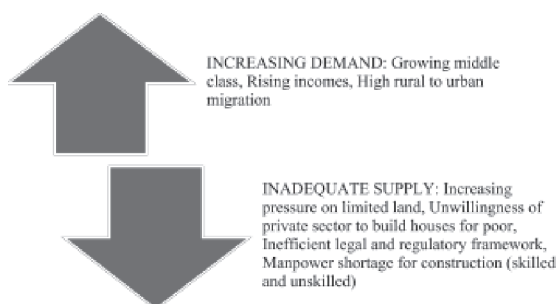 INCREASING DEMAND: Growing middle
class, Rising incomes, High rural to urban
migration
INADEQUATE SUPPLY: Increasing
pressure on limited land, Unwillingness of
private sector to build houses for poor,
Inefficient legal and regulatory framework,
Manpower shortage for construction (skilled
and unskilled)